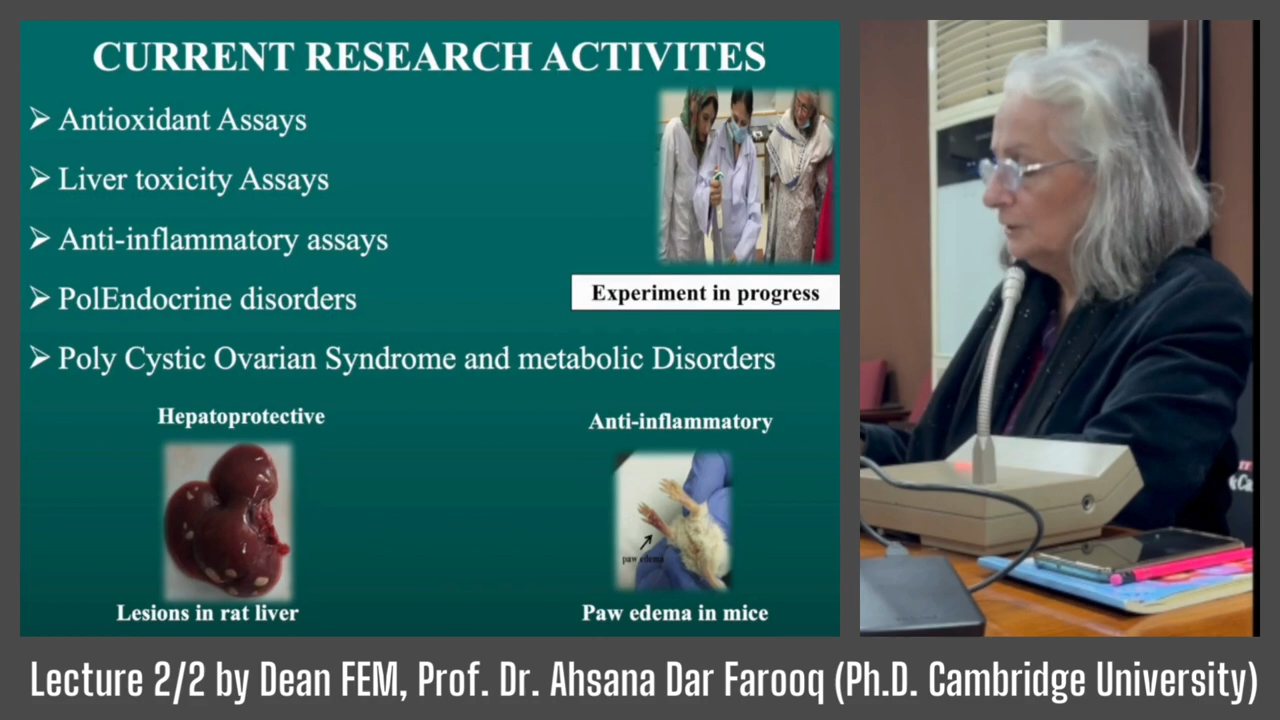 CURRENT RESEARCH ACTIVITES
➢ Antioxidant Assays
➢ Liver toxicity Assays
➢ Anti-inflammatory assays
➢ PolEndocrine disorders
➢ Poly Cystic Ovarian Syndrome and metabolic Disorders
Experiment in progress
Hepatoprotective
Anti-inflammatory
paw edema
Lesions in rat liver
Paw edema in mice
Lecture 2/2 by Dean FEM, Prof. Dr. Ahsana Dar Farooq (Ph.D. Cambridge University)